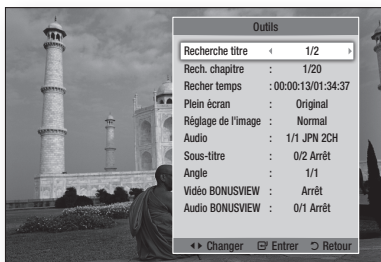 Outils
Recherche titre ◂ 1/2 ▸
Rech. chapitre : 1/20
Recher temps : 00:00:13/01:34:37
Plein écran : Original
Réglage de l'image : Normal
Audio : 1/1 JPN 2CH
Sous-titre : 0/2 Arrêt
Angle : 1/1
Vidéo BONUSVIEW : Arrêt
Audio BONUSVIEW : 0/1 Arrêt
◂▸ Changer Entrer Retour